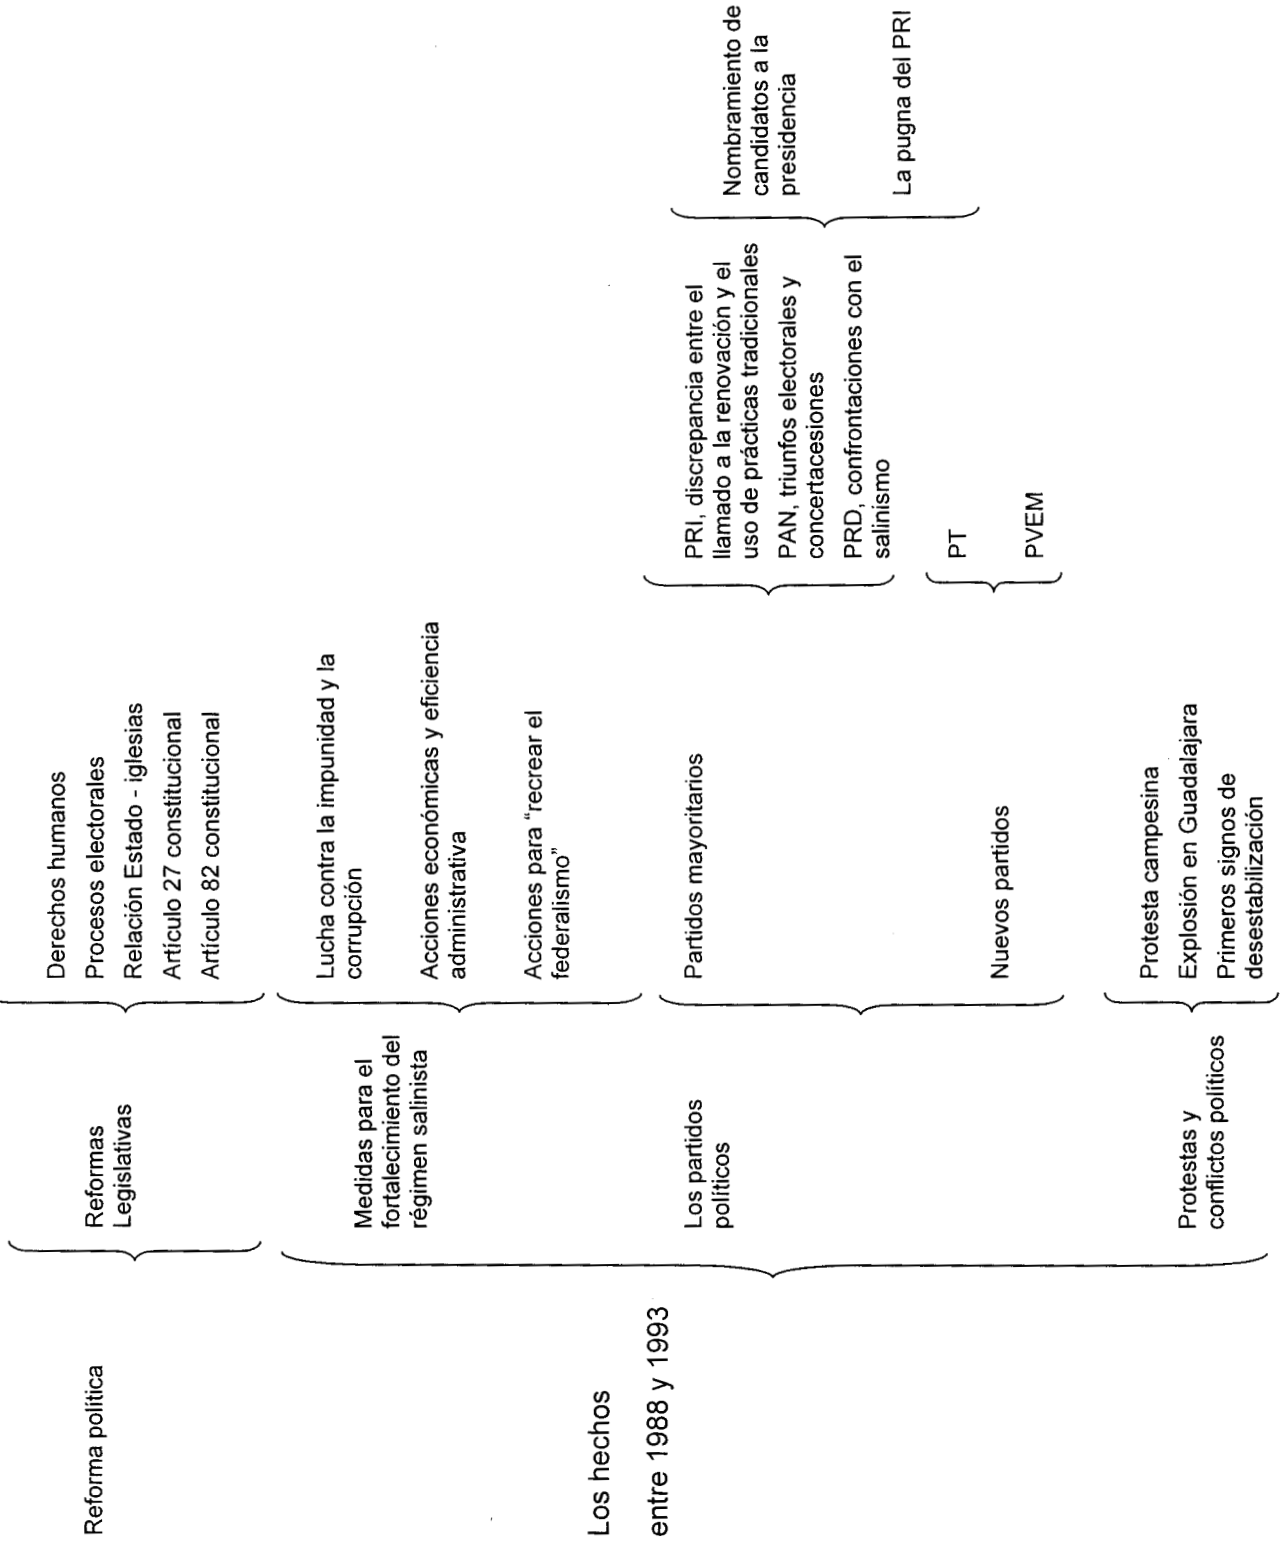 Reforma política
Reformas
Legislativas
Derechos humanos
Procesos electorales
Relación Estado - iglesias
Artículo 27 constitucional
Artículo 82 constitucional
Los hechos
entre 1988 y 1993
Medidas para el
fortalecimiento del
régimen salinista
Lucha contra la impunidad y la
corrupción
Acciones económicas y eficiencia
administrativa
Acciones para “recrear el
federalismo”
Los partidos
políticos
Partidos mayoritarios
PRI, discrepancia entre el
llamado a la renovación y el
uso de prácticas tradicionales
PAN, triunfos electorales y
concertacesiones
PRD, confrontaciones con el
salinismo
Nombramiento de
candidatos a la
presidencia
La pugna del PRI
Nuevos partidos
PT
PVEM
Protestas y
conflictos políticos
Protesta campesina
Explosión en Guadalajara
Primeros signos de
desestabilización